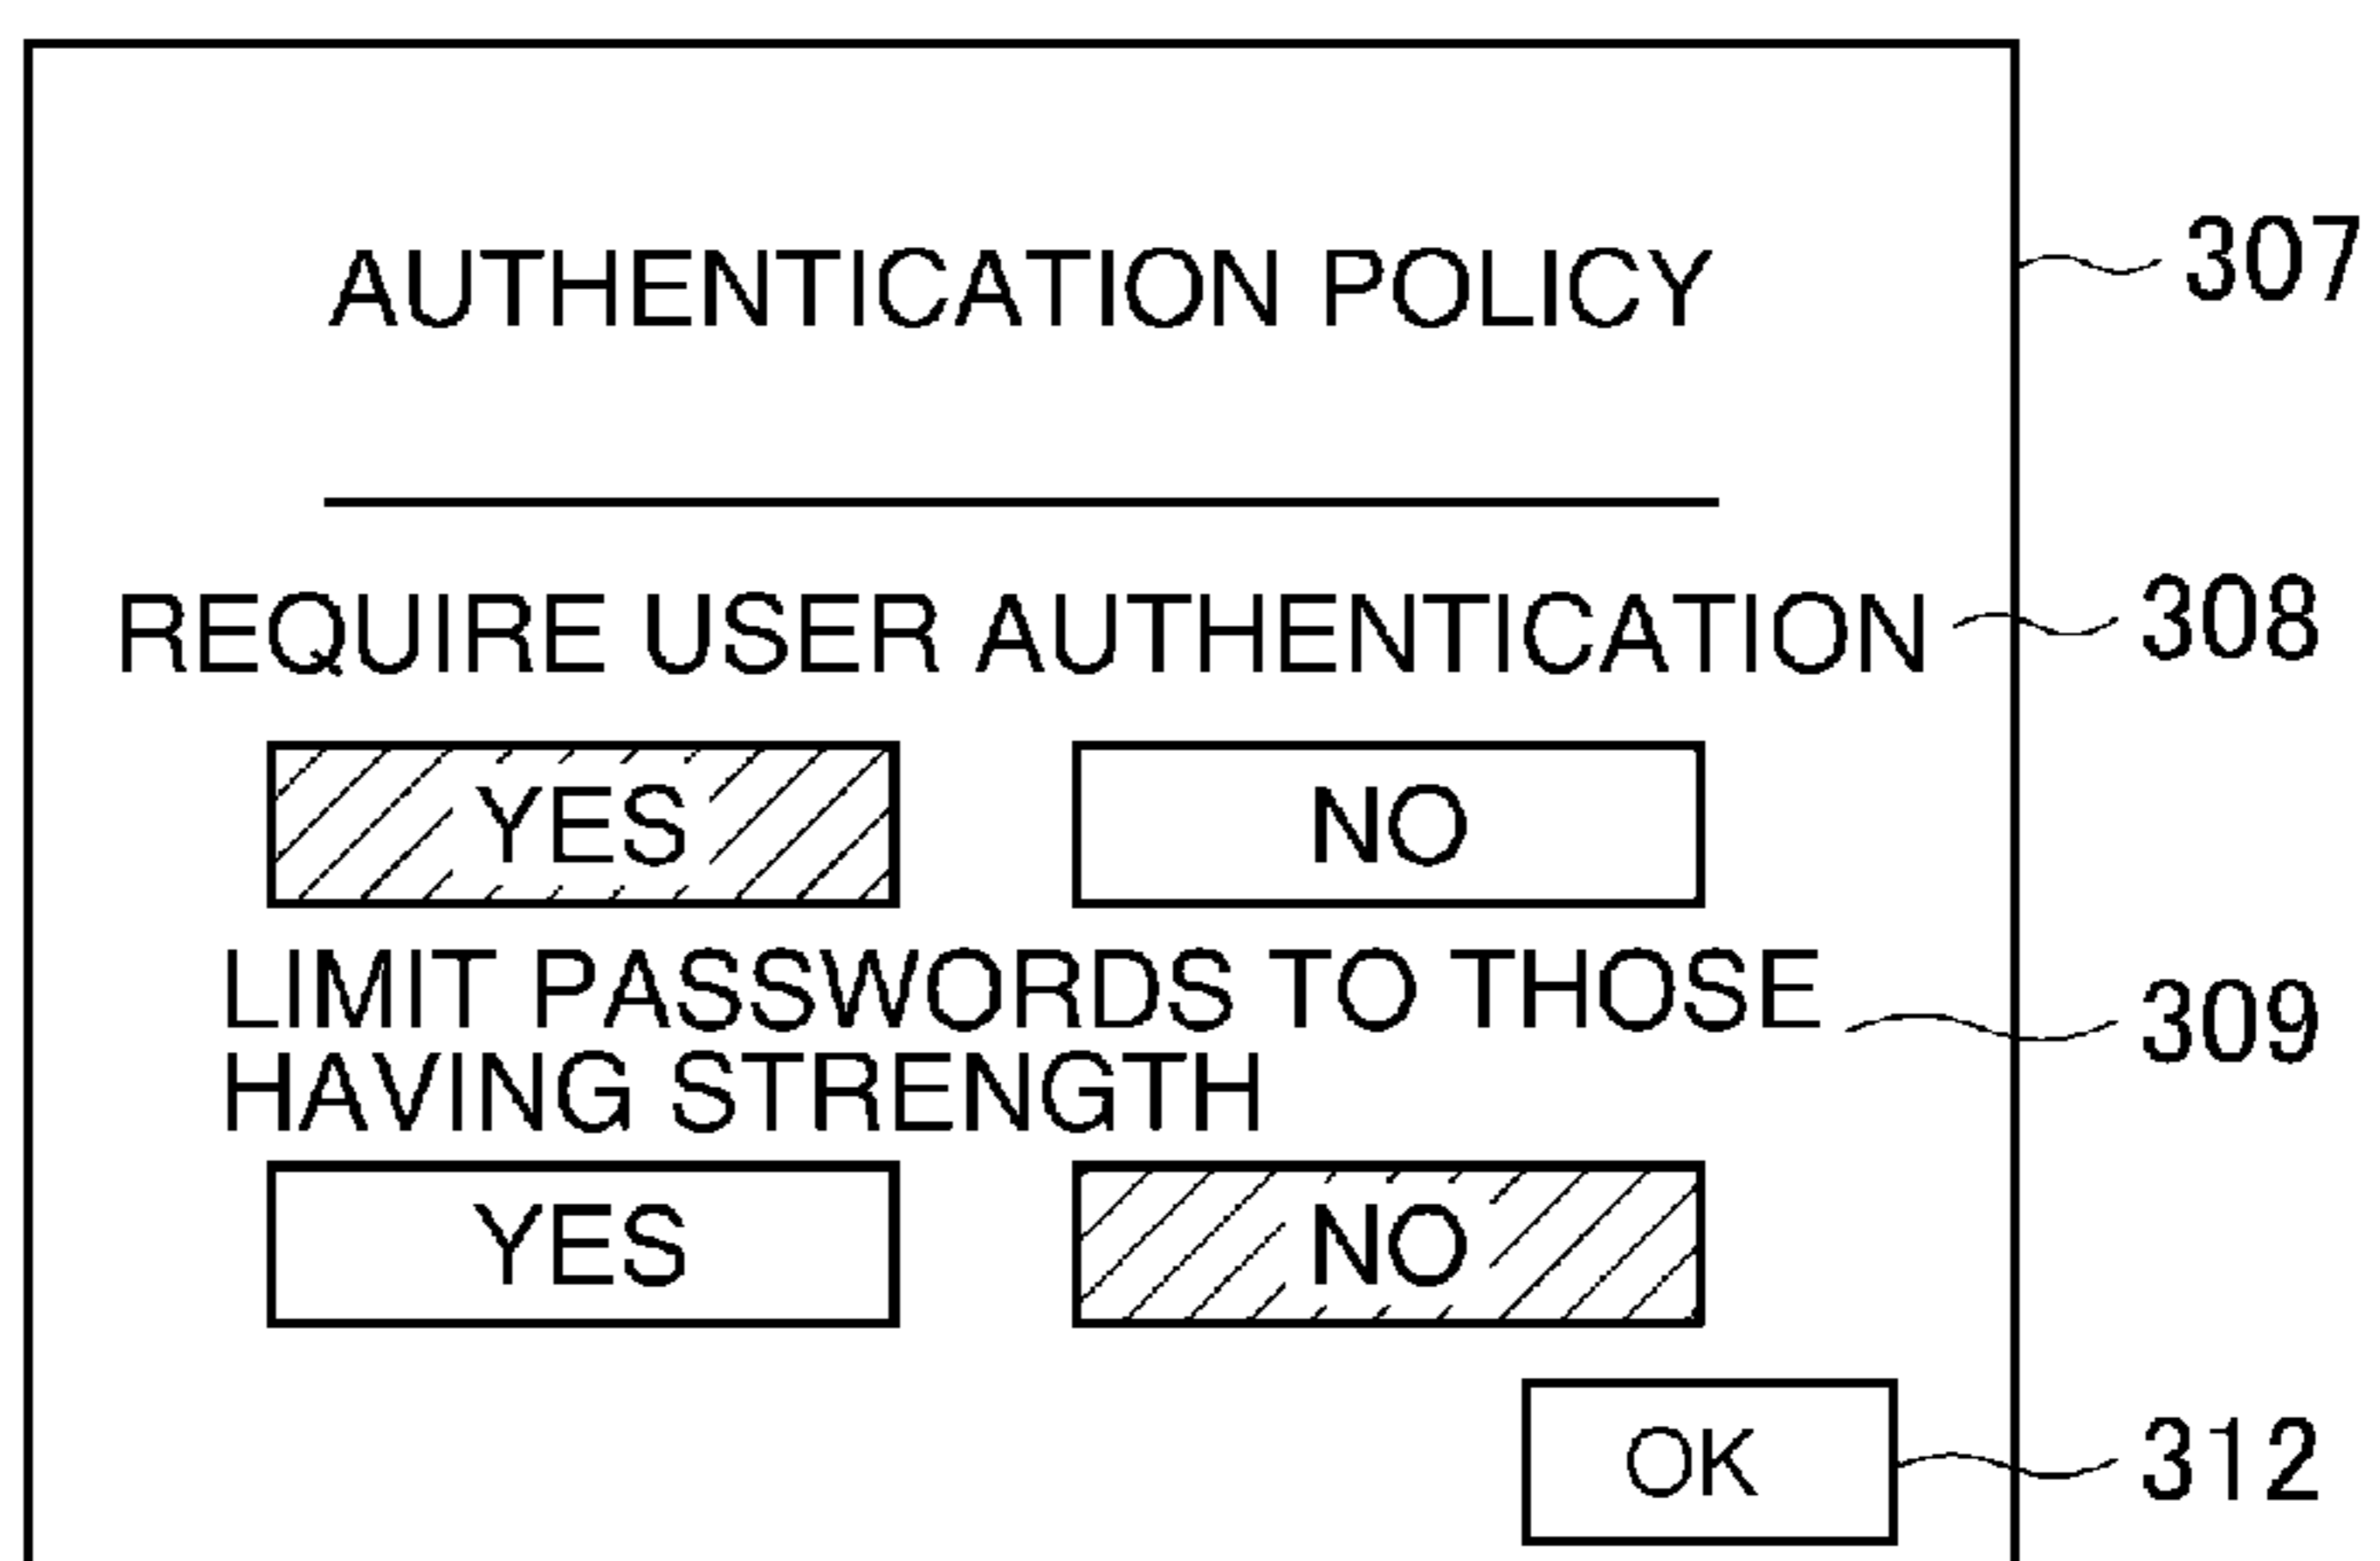 AUTHENTICATION POLICY
307
REQUIRE USER AUTHENTICATION
308
YES
NO
LIMIT PASSWORDS TO THOSE
HAVING STRENGTH
309
YES
NO
OK
312